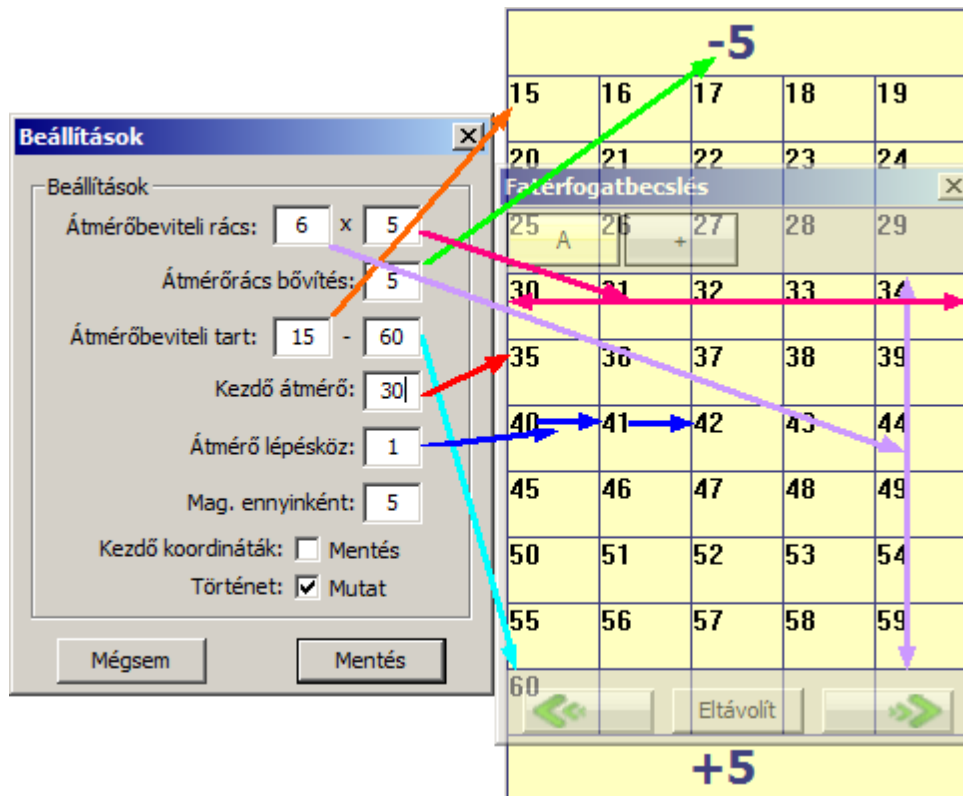 Beállítások
Beállítások
Átmérőbeviteli rács: 6 x 5
Átmérőrács bővítés: 5
Átmérőbeviteli tart: 15 - 60
Kezdő átmérő: 30
Átmérő lépésköz: 1
Mag. ennyinként: 5
Kezdő koordináták: Mentés
Történet: Mutat
Mégsem Mentés
-5
15 16 17 18 19
20 21 22 23 24
Fatérfogatbecslés
25 26 27 28 29
A +
30 31 32 33 34
35 36 37 38 39
40 41 42 43 44
45 46 47 48 49
50 51 52 53 54
55 56 57 58 59
60
Eltávolít
+5